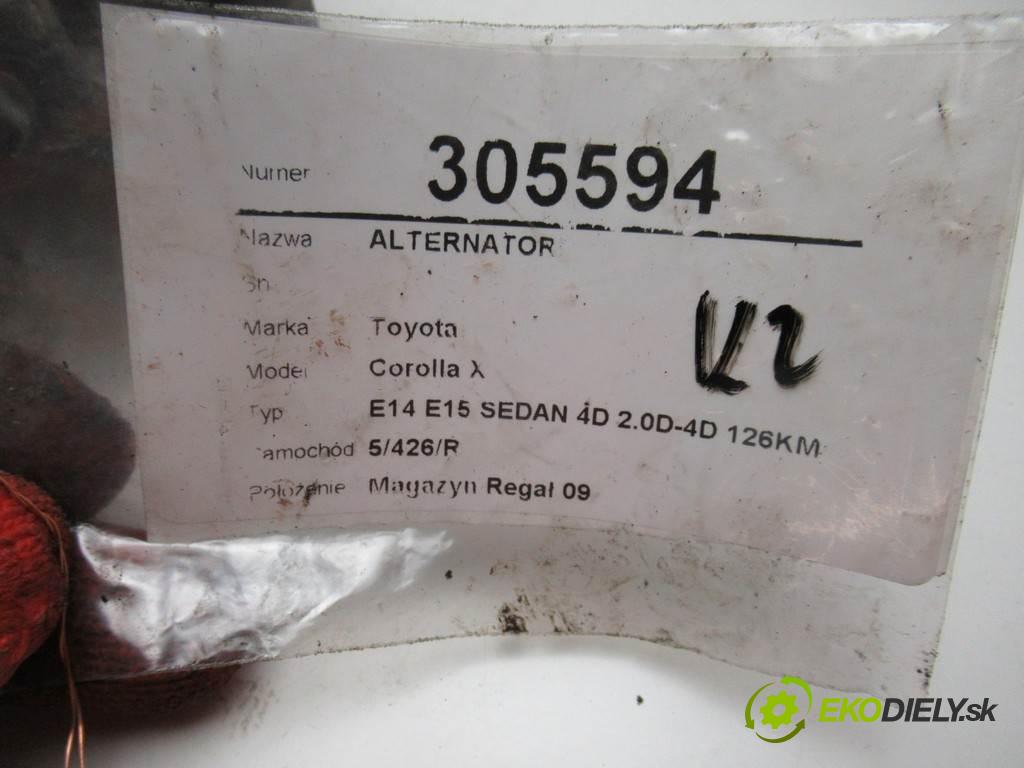 Numer 305594
Nazwa ALTERNATOR
Sn
Marka Toyota
Model Corolla X
Typ E14 E15 SEDAN 4D 2.0D-4D 126KM
Samochód 5/426/R
Położenie Magazyn Regał 09
EKODIELY.sk